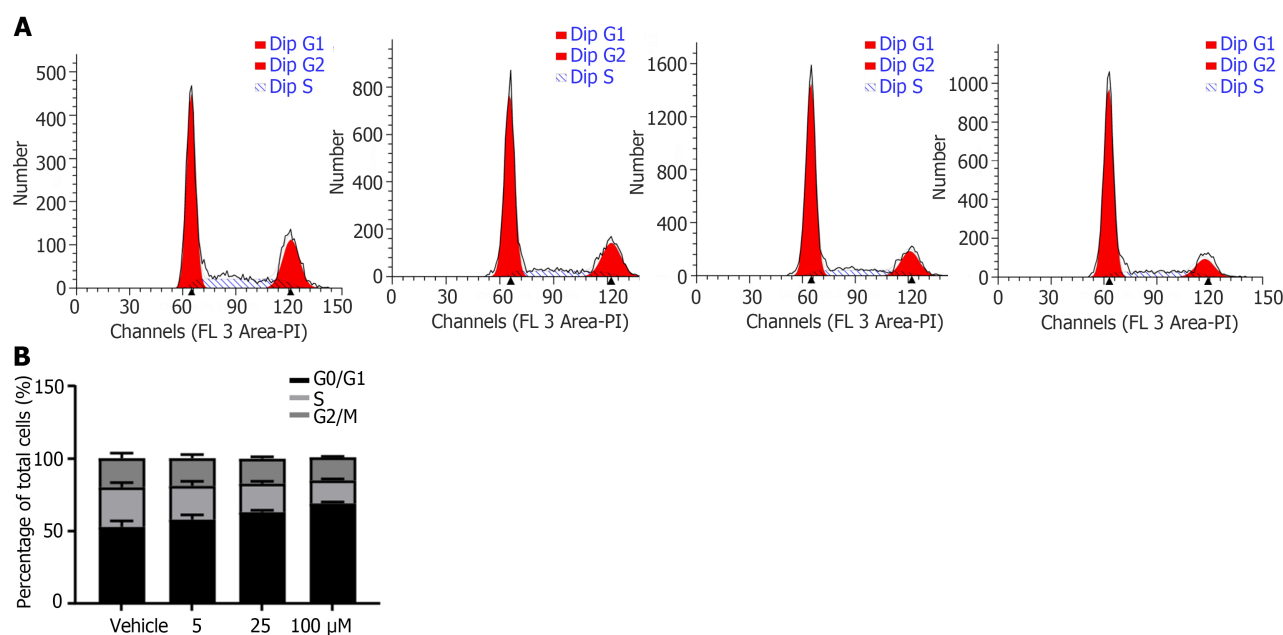 A
Dip G1
Dip G2
Dip S
500
400
300
200
100
0
Number
0 30 60 90 120 150
Channels (FL 3 Area-PI)
Dip G1
Dip G2
Dip S
800
600
400
200
0
Number
0 30 60 90 120
Channels (FL 3 Area-PI)
Dip G1
Dip G2
Dip S
1600
1200
800
400
0
Number
0 30 60 90 120
Channels (FL 3 Area-PI)
Dip G1
Dip G2
Dip S
1000
800
600
400
200
0
Number
0 30 60 90 120 150
Channels (FL 3 Area-PI)
B
G0/G1
S
G2/M
150
100
50
0
Percentage of total cells (%)
Vehicle 5 25 100 μM